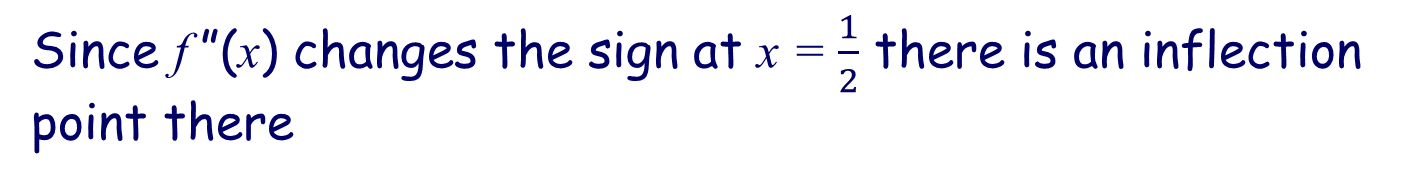 Since f"(x) changes the sign at x = 1/2 there is an inflection
point there